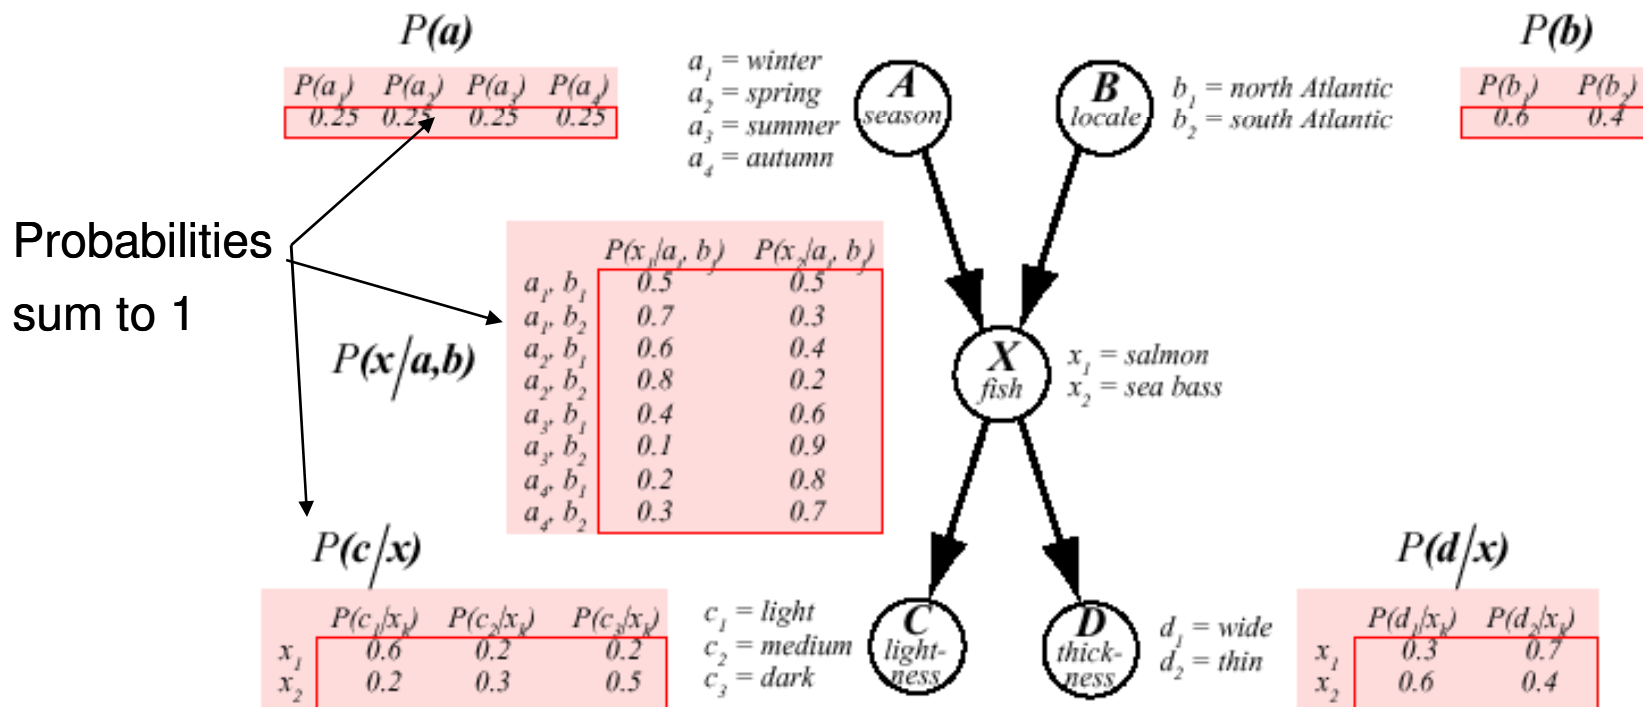 P(a)
P(a₁) P(a₂) P(a₃) P(a₄)
0.25 0.25 0.25 0.25
a₁ = winter
a₂ = spring
a₃ = summer
a₄ = autumn
A
season
B
locale
b₁ = north Atlantic
b₂ = south Atlantic
P(b)
P(b₁) P(b₂)
0.6 0.4
Probabilities
sum to 1
P(x|a,b)
P(x₁|aᵢ, bⱼ) P(x₂|aᵢ, bⱼ)
a₁, b₁ 0.5 0.5
a₁, b₂ 0.7 0.3
a₂, b₁ 0.6 0.4
a₂, b₂ 0.8 0.2
a₃, b₁ 0.4 0.6
a₃, b₂ 0.1 0.9
a₄, b₁ 0.2 0.8
a₄, b₂ 0.3 0.7
X
fish
x₁ = salmon
x₂ = sea bass
P(c|x)
P(c₁|xₖ) P(c₂|xₖ) P(c₃|xₖ)
x₁ 0.6 0.2 0.2
x₂ 0.2 0.3 0.5
c₁ = light
c₂ = medium
c₃ = dark
C
light-
ness
D
thick-
ness
d₁ = wide
d₂ = thin
P(d|x)
P(d₁|xₖ) P(d₂|xₖ)
x₁ 0.3 0.7
x₂ 0.6 0.4